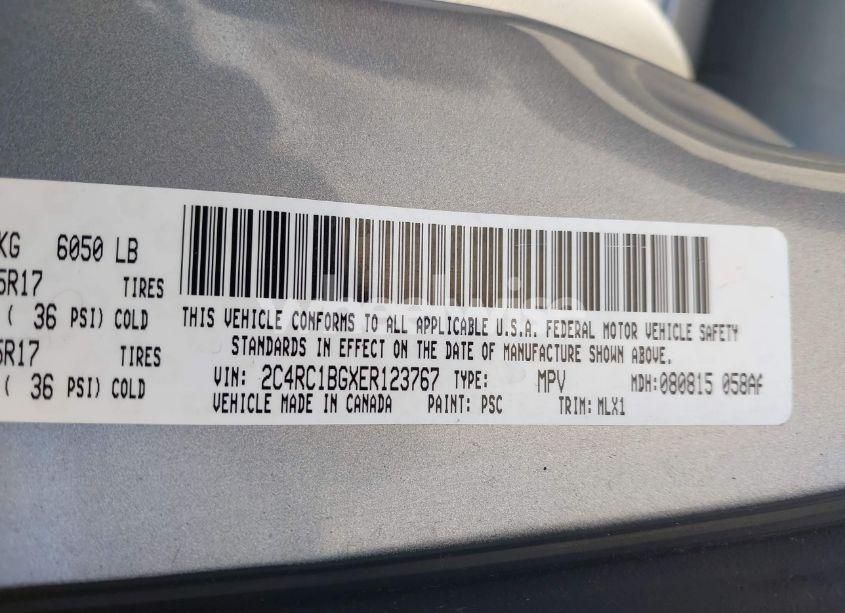 KG 6050 LB
5R17 TIRES
( 36 PSI) COLD
5R17 TIRES
( 36 PSI) COLD
THIS VEHICLE CONFORMS TO ALL APPLICABLE U.S.A. FEDERAL MOTOR VEHICLE SAFETY
STANDARDS IN EFFECT ON THE DATE OF MANUFACTURE SHOWN ABOVE.
VIN: 2C4RC1BGXER123767 TYPE: MPV MDH:080815 058AF
VEHICLE MADE IN CANADA PAINT: PSC TRIM: MLX1